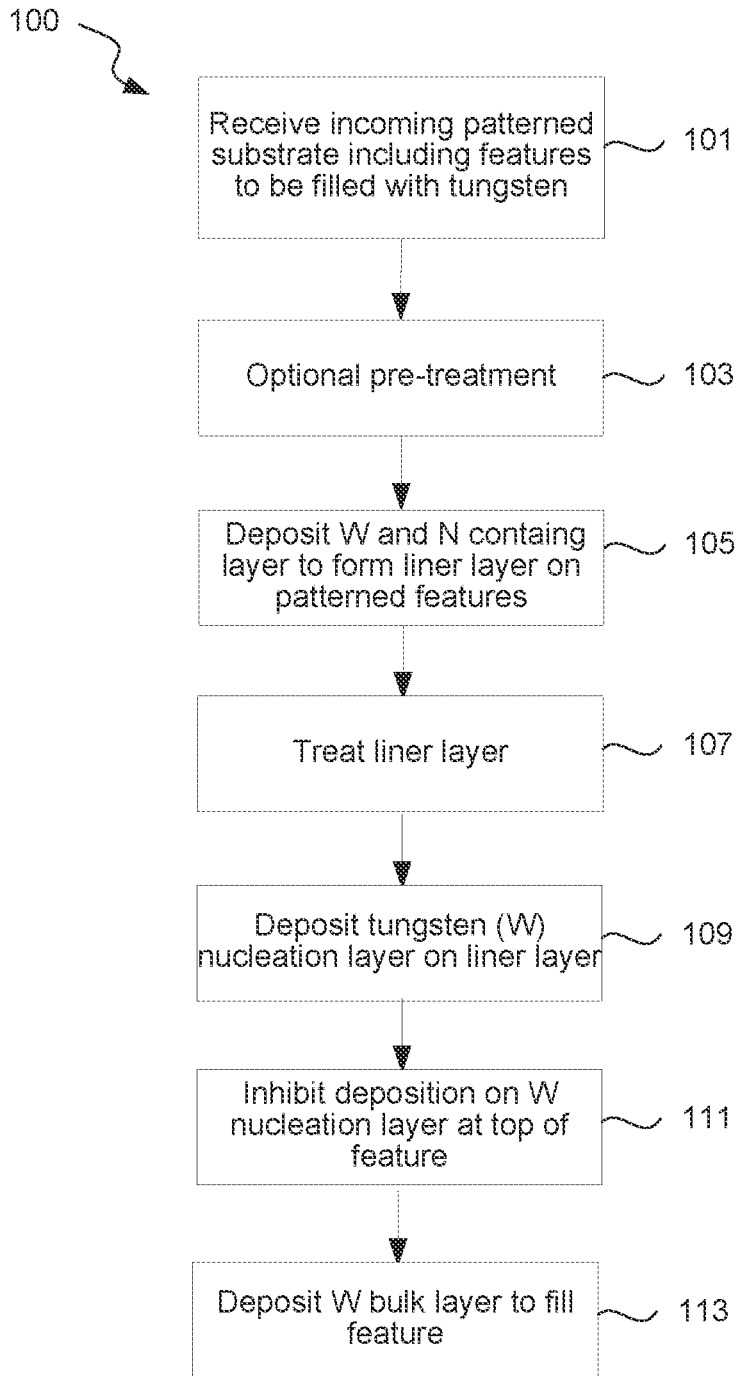 100
Receive incoming patterned
substrate including features
to be filled with tungsten
101
Optional pre-treatment
103
Deposit W and N containg
layer to form liner layer on
patterned features
105
Treat liner layer
107
Deposit tungsten (W)
nucleation layer on liner layer
109
Inhibit deposition on W
nucleation layer at top of
feature
111
Deposit W bulk layer to fill
feature
113